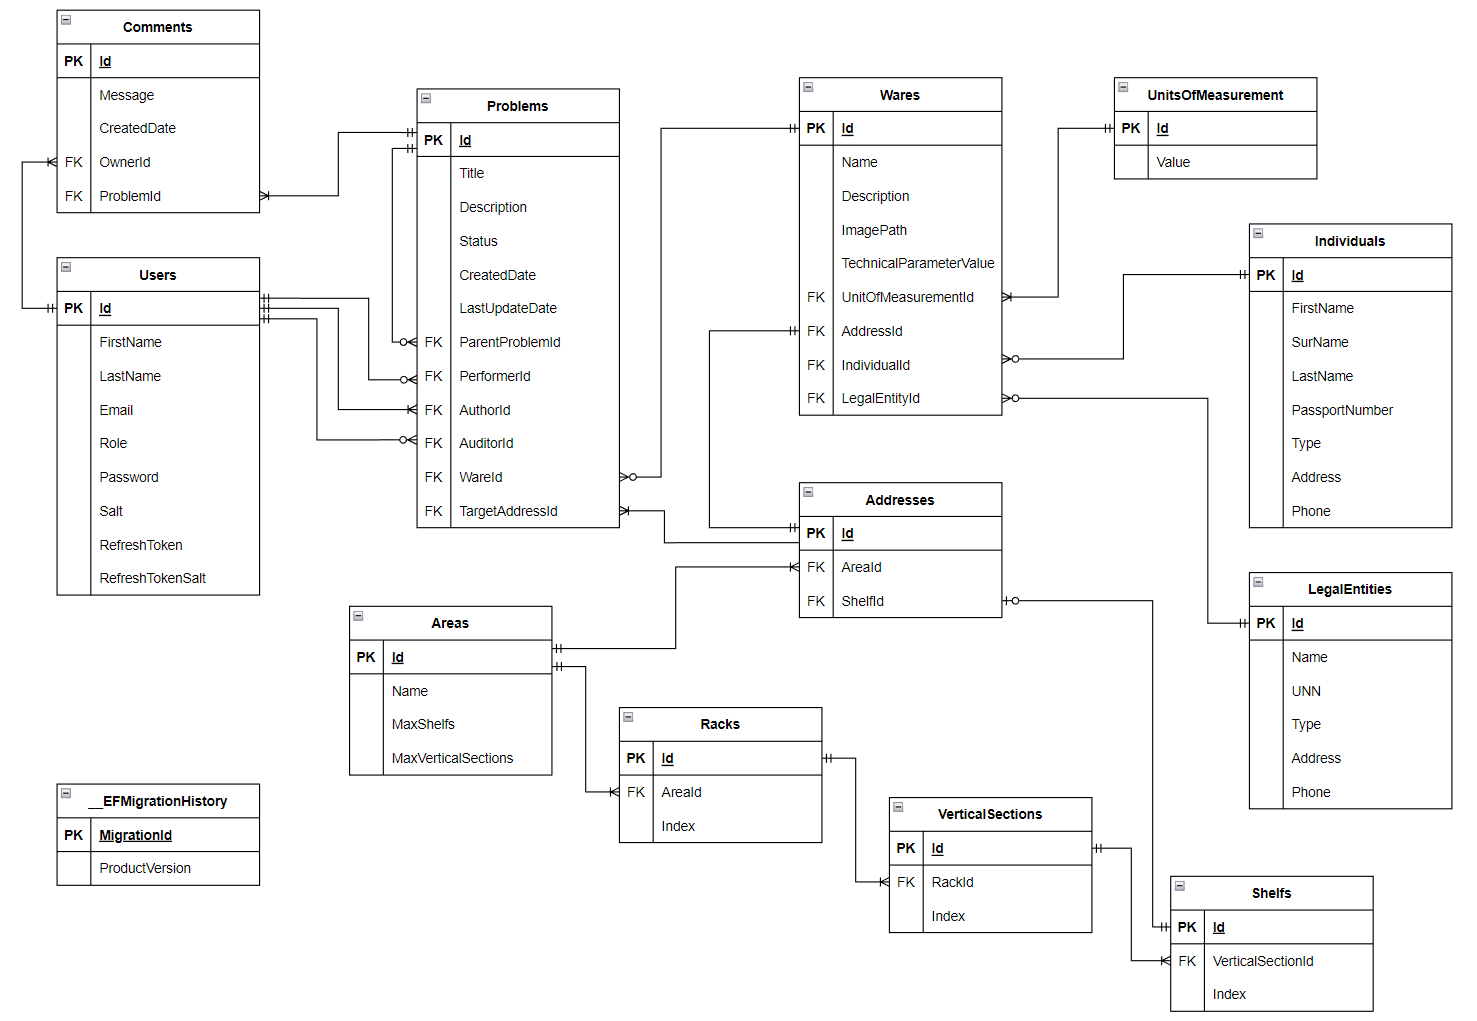 Comments
PK Id
Message
CreatedDate
FK OwnerId
FK ProblemId
Users
PK Id
FirstName
LastName
Email
Role
Password
Salt
RefreshToken
RefreshTokenSalt
__EFMigrationHistory
PK MigrationId
ProductVersion
Problems
PK Id
Title
Description
Status
CreatedDate
LastUpdateDate
FK ParentProblemId
FK PerformerId
FK AuthorId
FK AuditorId
FK WareId
FK TargetAddressId
Areas
PK Id
Name
MaxShelfs
MaxVerticalSections
Racks
PK Id
FK AreaId
Index
Wares
PK Id
Name
Description
ImagePath
TechnicalParameterValue
FK UnitOfMeasurementId
FK AddressId
FK IndividualId
FK LegalEntityId
Addresses
PK Id
FK AreaId
FK ShelfId
VerticalSections
PK Id
FK RackId
Index
UnitsOfMeasurement
PK Id
Value
Individuals
PK Id
FirstName
SurName
LastName
PassportNumber
Type
Address
Phone
LegalEntities
PK Id
Name
UNN
Type
Address
Phone
Shelfs
PK Id
FK VerticalSectionId
Index